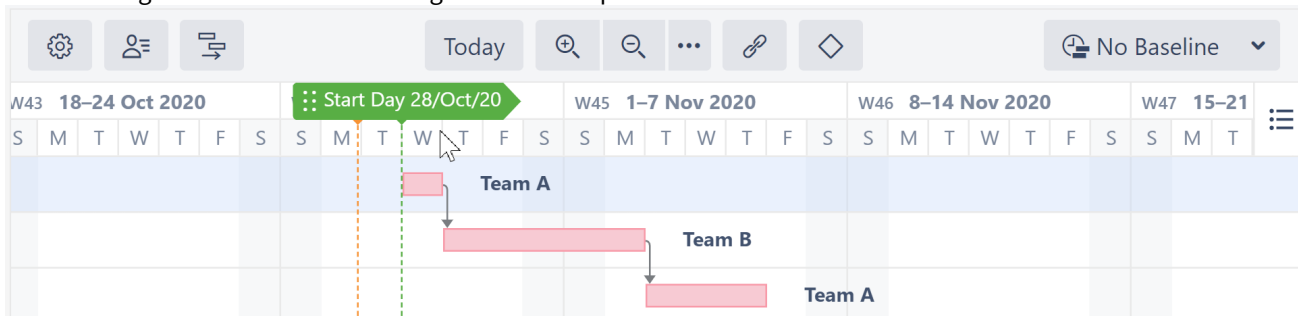 Today No Baseline
W43 18–24 Oct 2020 Start Day 28/Oct/20 W45 1–7 Nov 2020 W46 8–14 Nov 2020 W47 15–21
S M T W T F S S M T W T F S S M T W T F S S M T W T F S S M T
Team A
Team B
Team A